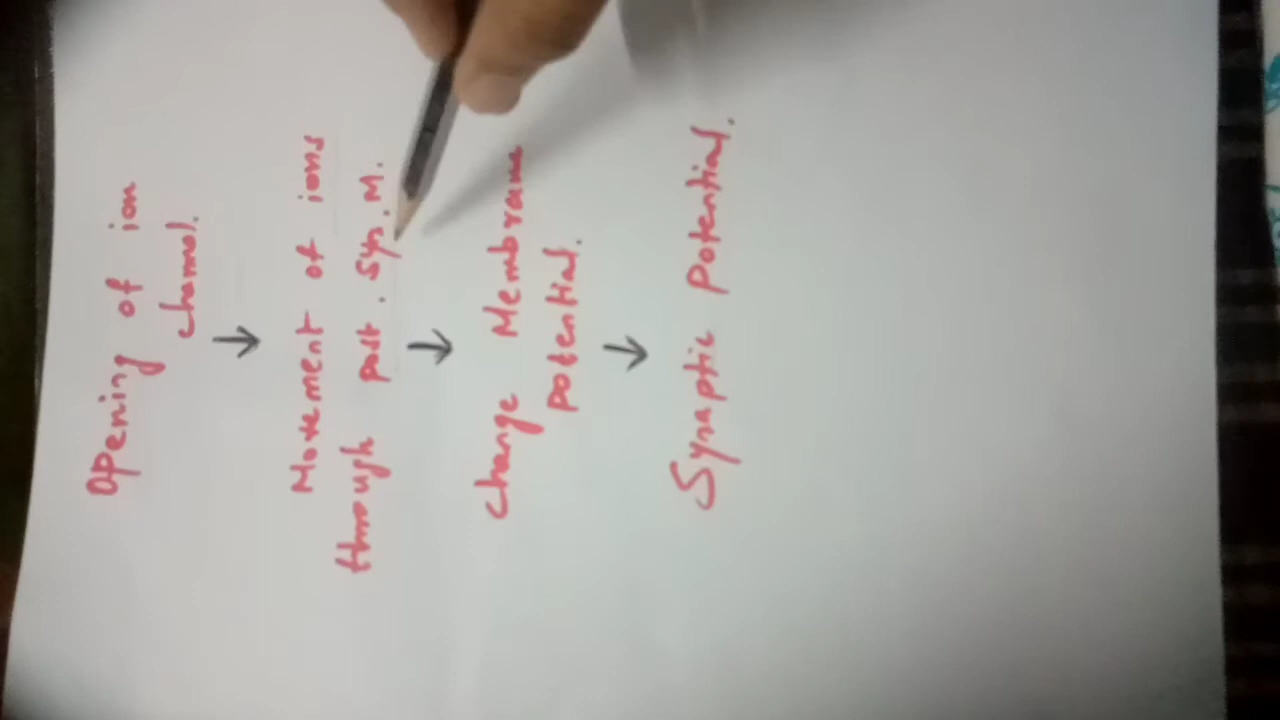 Opening of ion
channel.
↓
Movement of ions
through post. Syn. M.
↓
Change Membrane
potential.
↓
Synaptic potential.